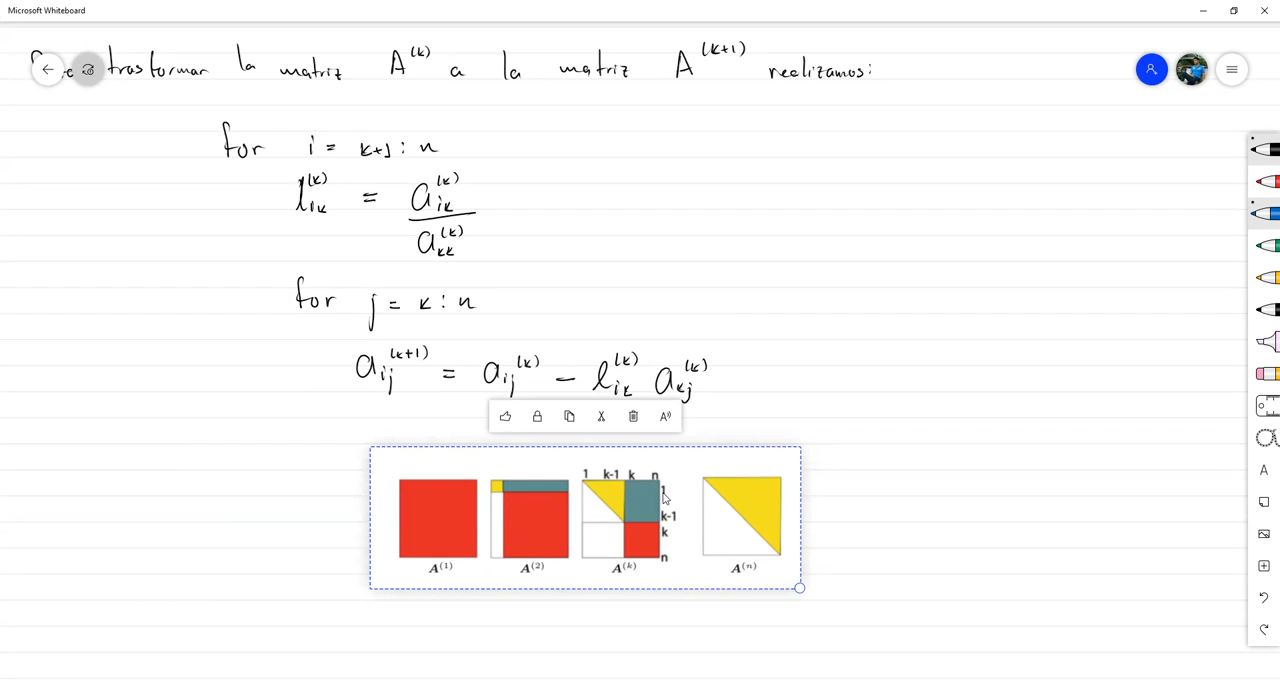 Microsoft Whiteboard
trasformar la matriz A^(k) a la matriz A^(k+1) realizamos:
for i = k+1 : n
l_ik^(k) = a_ik^(k) / a_kk^(k)
for j = k : n
a_ij^(k+1) = a_ij^(k) − l_ik^(k) a_kj^(k)
1 k-1 k n
1
k-1
k
n
A^(1) A^(2) A^(k) A^(n)